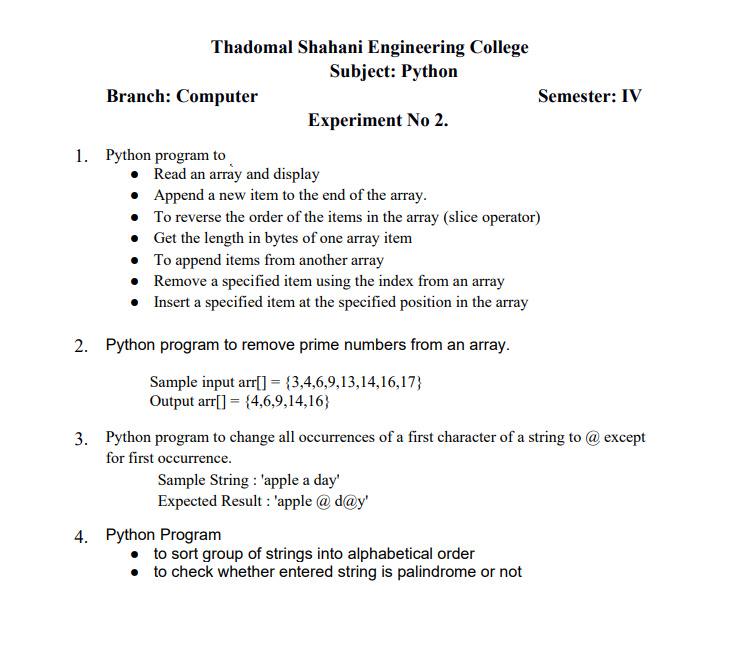 Thadomal Shahani Engineering College
Subject: Python
Branch: Computer Semester: IV
Experiment No 2.
1. Python program to
● Read an array and display
● Append a new item to the end of the array.
● To reverse the order of the items in the array (slice operator)
● Get the length in bytes of one array item
● To append items from another array
● Remove a specified item using the index from an array
● Insert a specified item at the specified position in the array
2. Python program to remove prime numbers from an array.
Sample input arr[] = {3,4,6,9,13,14,16,17}
Output arr[] = {4,6,9,14,16}
3. Python program to change all occurrences of a first character of a string to @ except
for first occurrence.
Sample String : 'apple a day'
Expected Result : 'apple @ d@y'
4. Python Program
● to sort group of strings into alphabetical order
● to check whether entered string is palindrome or not